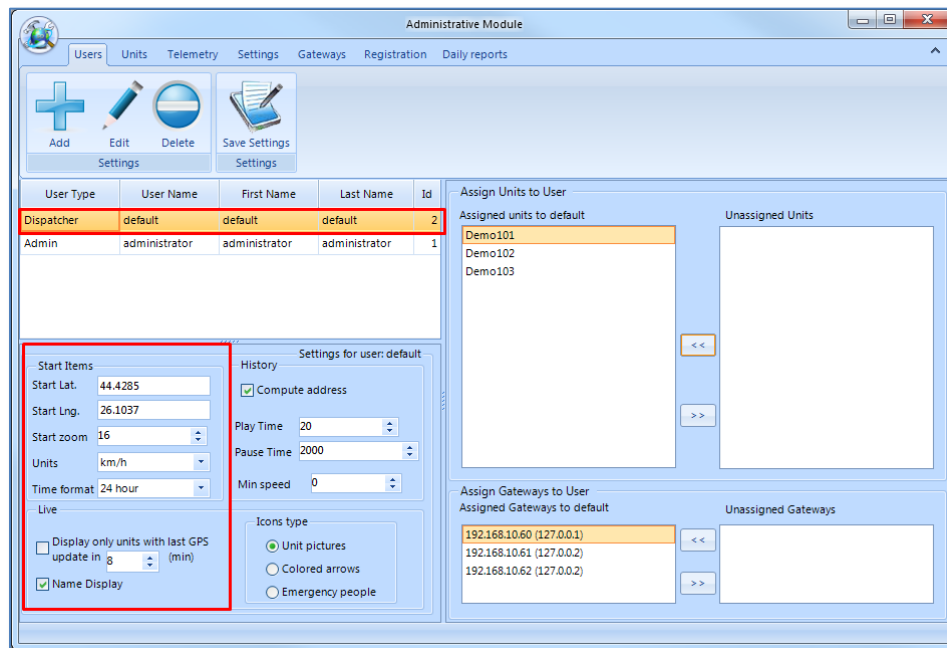 Administrative Module
Users Units Telemetry Settings Gateways Registration Daily reports
Add Edit Delete Save Settings
Settings Settings
User Type User Name First Name Last Name Id
Dispatcher default default default 2
Admin administrator administrator administrator 1
Settings for user: default
Start Items
Start Lat. 44.4285
Start Lng. 26.1037
Start zoom 16
Units km/h
Time format 24 hour
History
Compute address
Play Time 20
Pause Time 2000
Min speed 0
Live
Display only units with last GPS
update in 8 (min)
Name Display
Icons type
Unit pictures
Colored arrows
Emergency people
Assign Units to User
Assigned units to default Unassigned Units
Demo101
Demo102
Demo103
<<
>>
Assign Gateways to User
Assigned Gateways to default Unassigned Gateways
192.168.10.60 (127.0.0.1)
192.168.10.61 (127.0.0.2)
192.168.10.62 (127.0.0.2)
<<
>>